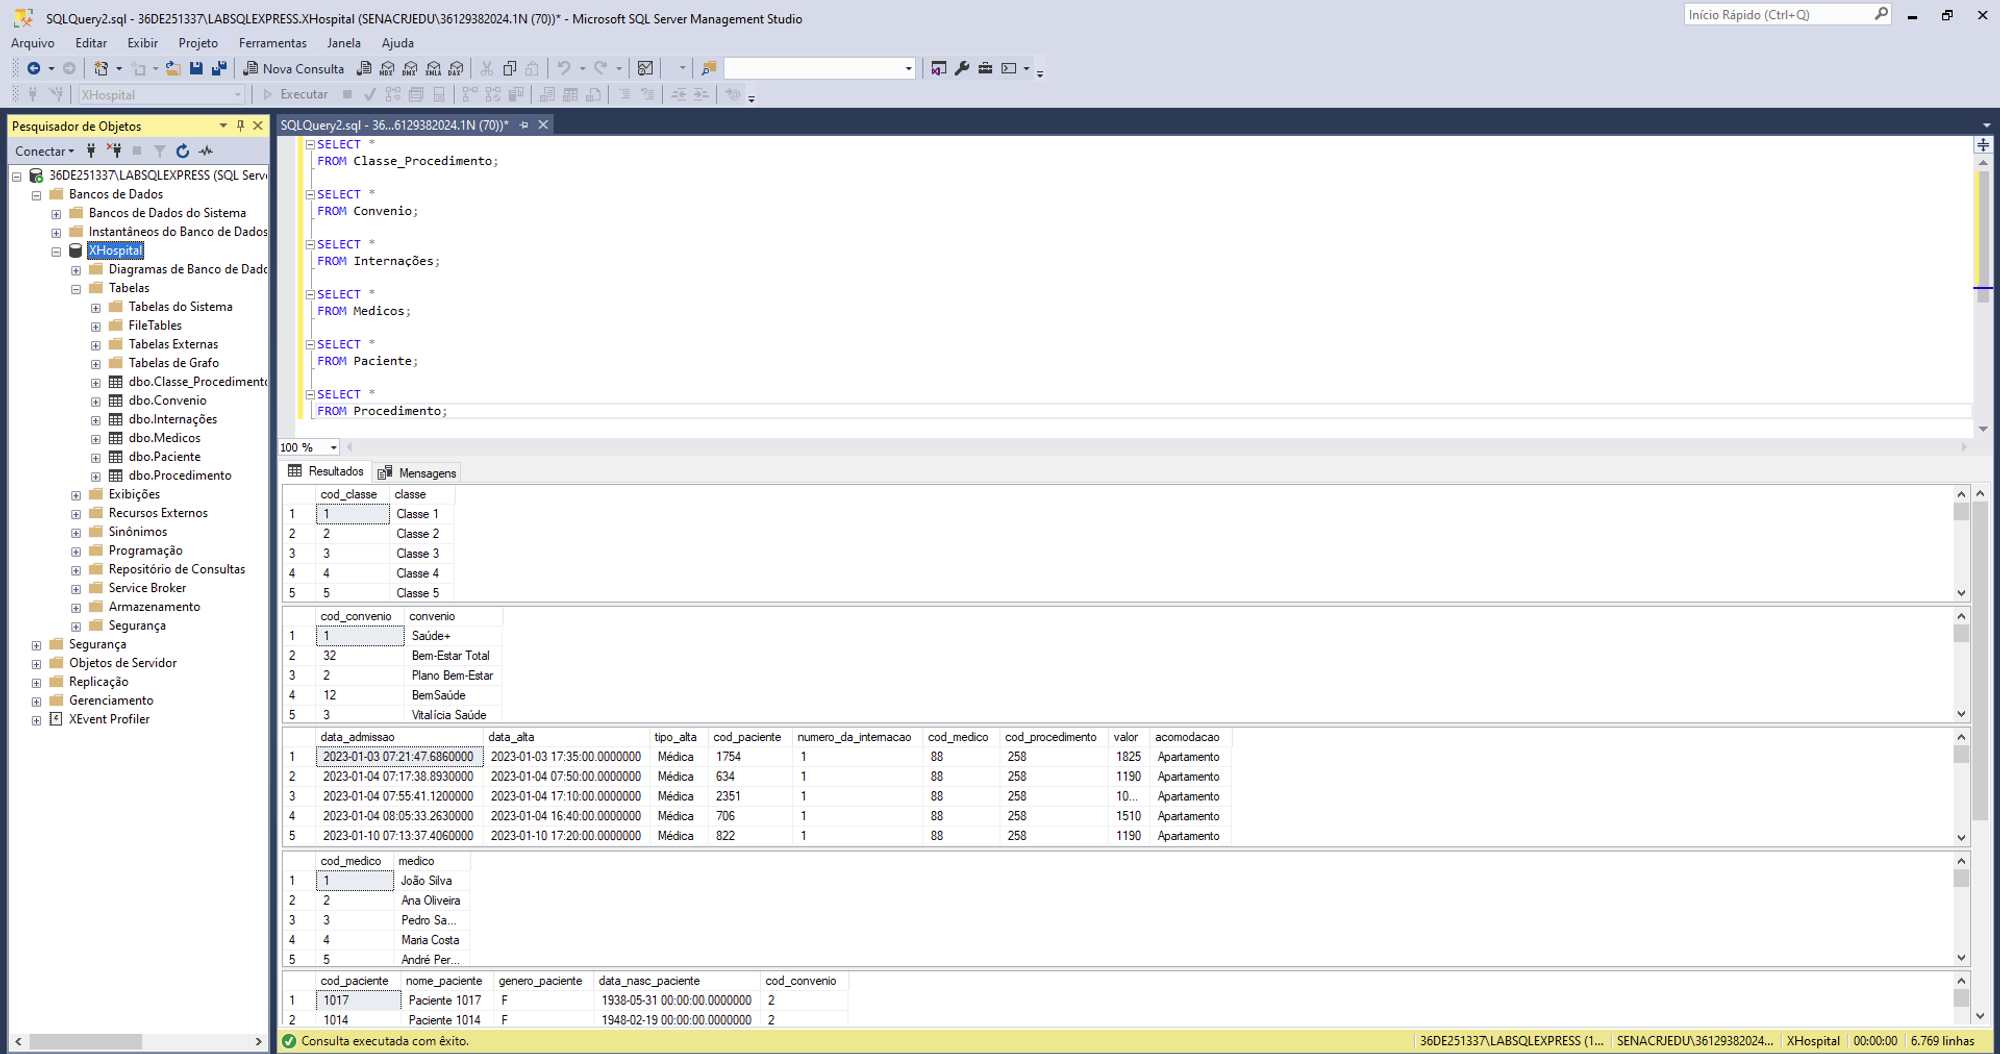 SQLQuery2.sql - 36DE251337\LABSQLEXPRESS.XHospital (SENACRJEDU\36129382024.1N (70))* - Microsoft SQL Server Management Studio
Início Rápido (Ctrl+Q)
Arquivo Editar Exibir Projeto Ferramentas Janela Ajuda
Nova Consulta MDX DMX XMLA DAX
XHospital Executar
Pesquisador de Objetos
Conectar
36DE251337\LABSQLEXPRESS (SQL Serv
Bancos de Dados
Bancos de Dados do Sistema
Instantâneos do Banco de Dados
XHospital
Diagramas de Banco de Dado
Tabelas
Tabelas do Sistema
FileTables
Tabelas Externas
Tabelas de Grafo
dbo.Classe_Procedimento
dbo.Convenio
dbo.Internações
dbo.Medicos
dbo.Paciente
dbo.Procedimento
Exibições
Recursos Externos
Sinônimos
Programação
Repositório de Consultas
Service Broker
Armazenamento
Segurança
Segurança
Objetos de Servidor
Replicação
Gerenciamento
XEvent Profiler
SQLQuery2.sql - 36...6129382024.1N (70))*
SELECT *
FROM Classe_Procedimento;
SELECT *
FROM Convenio;
SELECT *
FROM Internações;
SELECT *
FROM Medicos;
SELECT *
FROM Paciente;
SELECT *
FROM Procedimento;
100 %
Resultados Mensagens
cod_classe classe
1 1 Classe 1
2 2 Classe 2
3 3 Classe 3
4 4 Classe 4
5 5 Classe 5
cod_convenio convenio
1 1 Saúde+
2 32 Bem-Estar Total
3 2 Plano Bem-Estar
4 12 BemSaúde
5 3 Vitalícia Saúde
data_admissao data_alta tipo_alta cod_paciente numero_da_internacao cod_medico cod_procedimento valor acomodacao
1 2023-01-03 07:21:47.6860000 2023-01-03 17:35:00.0000000 Médica 1754 1 88 258 1825 Apartamento
2 2023-01-04 07:17:38.8930000 2023-01-04 07:50:00.0000000 Médica 634 1 88 258 1190 Apartamento
3 2023-01-04 07:55:41.1200000 2023-01-04 17:10:00.0000000 Médica 2351 1 88 258 10... Apartamento
4 2023-01-04 08:05:33.2630000 2023-01-04 16:40:00.0000000 Médica 706 1 88 258 1510 Apartamento
5 2023-01-10 07:13:37.4060000 2023-01-10 17:20:00.0000000 Médica 822 1 88 258 1190 Apartamento
cod_medico medico
1 1 João Silva
2 2 Ana Oliveira
3 3 Pedro Sa...
4 4 Maria Costa
5 5 André Per...
cod_paciente nome_paciente genero_paciente data_nasc_paciente cod_convenio
1 1017 Paciente 1017 F 1938-05-31 00:00:00.0000000 2
2 1014 Paciente 1014 F 1948-02-19 00:00:00.0000000 2
Consulta executada com êxito. 36DE251337\LABSQLEXPRESS (1... SENACRJEDU\36129382024... XHospital 00:00:00 6.769 linhas